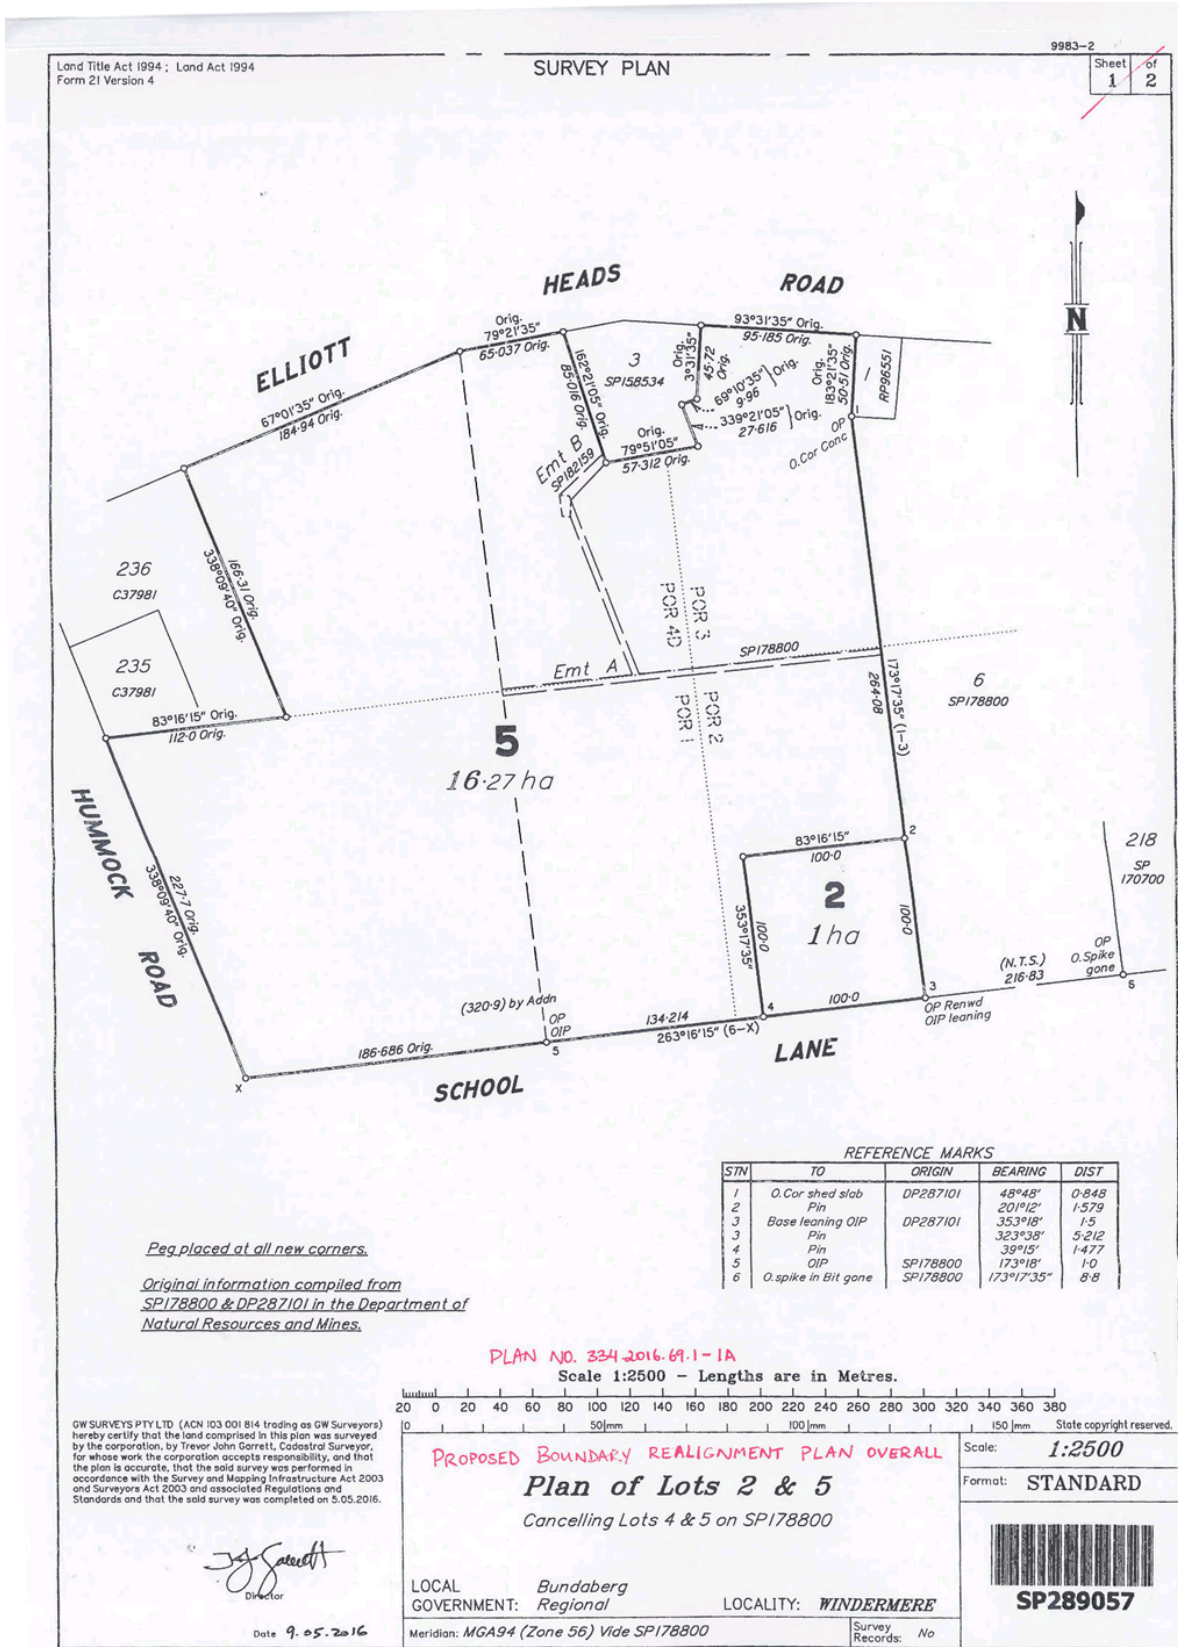 9983-2
Land Title Act 1994 ; Land Act 1994
Form 21 Version 4
SURVEY PLAN
Sheet of
1 2
HEADS
ROAD
ELLIOTT
N
Orig.
79°21'35"
65·037 Orig.
93°31'35" Orig.
95·185 Orig.
67°01'35" Orig.
184·94 Orig.
162°21'05" Orig.
85·016 Orig.
3
SP158534
Orig.
3°31'35"
45·72
Orig.
69°10'35" } Orig.
9·96
339°21'05" } Orig.
27·616
Orig.
183°21'35"
50·51 Orig.
1
RP96551
OP
O.Cor Conc
Orig.
79°51'05"
57·312 Orig.
Emt B
SP182159
166·31 Orig.
338°09'40" Orig.
236
C37981
235
C37981
83°16'15" Orig.
112·0 Orig.
POR 4D
POR 3
SP178800
Emt A
POR 1
POR 2
173°17'35" (1-3)
264·08
6
SP178800
5
16·27 ha
HUMMOCK
ROAD
227·7 Orig.
338°09'40" Orig.
83°16'15"
100·0
2
2
1 ha
353°17'35"
100·0
100·0
218
SP
170700
OP
O.Spike
gone
(N.T.S.)
216·83
6
3
OP Renwd
OIP leaning
100·0
4
(320·9) by Addn
OP
OIP
5
134·214
263°16'15" (6-X)
186·686 Orig.
X
SCHOOL
LANE
REFERENCE MARKS
STN TO ORIGIN BEARING DIST
1 O.Cor shed slab DP287101 48°48' 0·848
2 Pin 201°12' 1·579
3 Base leaning OIP DP287101 353°18' 1·5
3 Pin 323°38' 5·212
4 Pin 39°15' 1·477
5 OIP SP178800 173°18' 1·0
6 O.spike in Bit gone SP178800 173°17'35" 8·8
Peg placed at all new corners.
Original information compiled from
SP178800 & DP287101 in the Department of
Natural Resources and Mines.
PLAN NO. 334.2016.69.1-1A
Scale 1:2500 – Lengths are in Metres.
20 0 20 40 60 80 100 120 140 160 180 200 220 240 260 280 300 320 340 360 380
0 50 mm 100 mm 150 mm State copyright reserved.
GW SURVEYS PTY LTD (ACN 103 001 814 trading as GW Surveyors)
hereby certify that the land comprised in this plan was surveyed
by the corporation, by Trevor John Garrett, Cadastral Surveyor,
for whose work the corporation accepts responsibility, and that
the plan is accurate, that the said survey was performed in
accordance with the Survey and Mapping Infrastructure Act 2003
and Surveyors Act 2003 and associated Regulations and
Standards and that the said survey was completed on 5.05.2016.
Director
Date 9.05.2016
PROPOSED BOUNDARY REALIGNMENT PLAN OVERALL
Plan of Lots 2 & 5
Cancelling Lots 4 & 5 on SP178800
LOCAL Bundaberg
GOVERNMENT: Regional LOCALITY: WINDERMERE
Meridian: MGA94 (Zone 56) Vide SP178800
Survey
Records: No
Scale: 1:2500
Format: STANDARD
SP289057